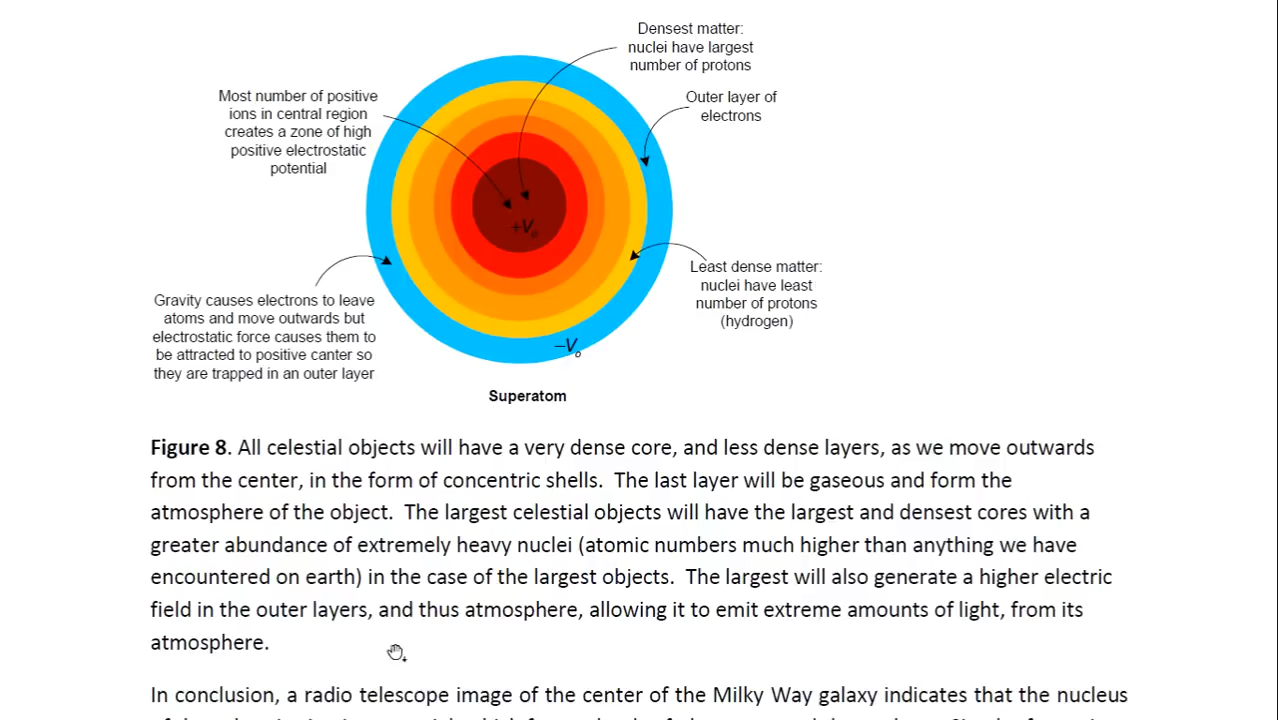 Densest matter:
nuclei have largest
number of protons
Most number of positive
ions in central region
creates a zone of high
positive electrostatic
potential
Outer layer of
electrons
+Vo
Least dense matter:
nuclei have least
number of protons
(hydrogen)
Gravity causes electrons to leave
atoms and move outwards but
electrostatic force causes them to
be attracted to positive canter so
they are trapped in an outer layer
–Vo
Superatom
Figure 8. All celestial objects will have a very dense core, and less dense layers, as we move outwards
from the center, in the form of concentric shells. The last layer will be gaseous and form the
atmosphere of the object. The largest celestial objects will have the largest and densest cores with a
greater abundance of extremely heavy nuclei (atomic numbers much higher than anything we have
encountered on earth) in the case of the largest objects. The largest will also generate a higher electric
field in the outer layers, and thus atmosphere, allowing it to emit extreme amounts of light, from its
atmosphere.
In conclusion, a radio telescope image of the center of the Milky Way galaxy indicates that the nucleus